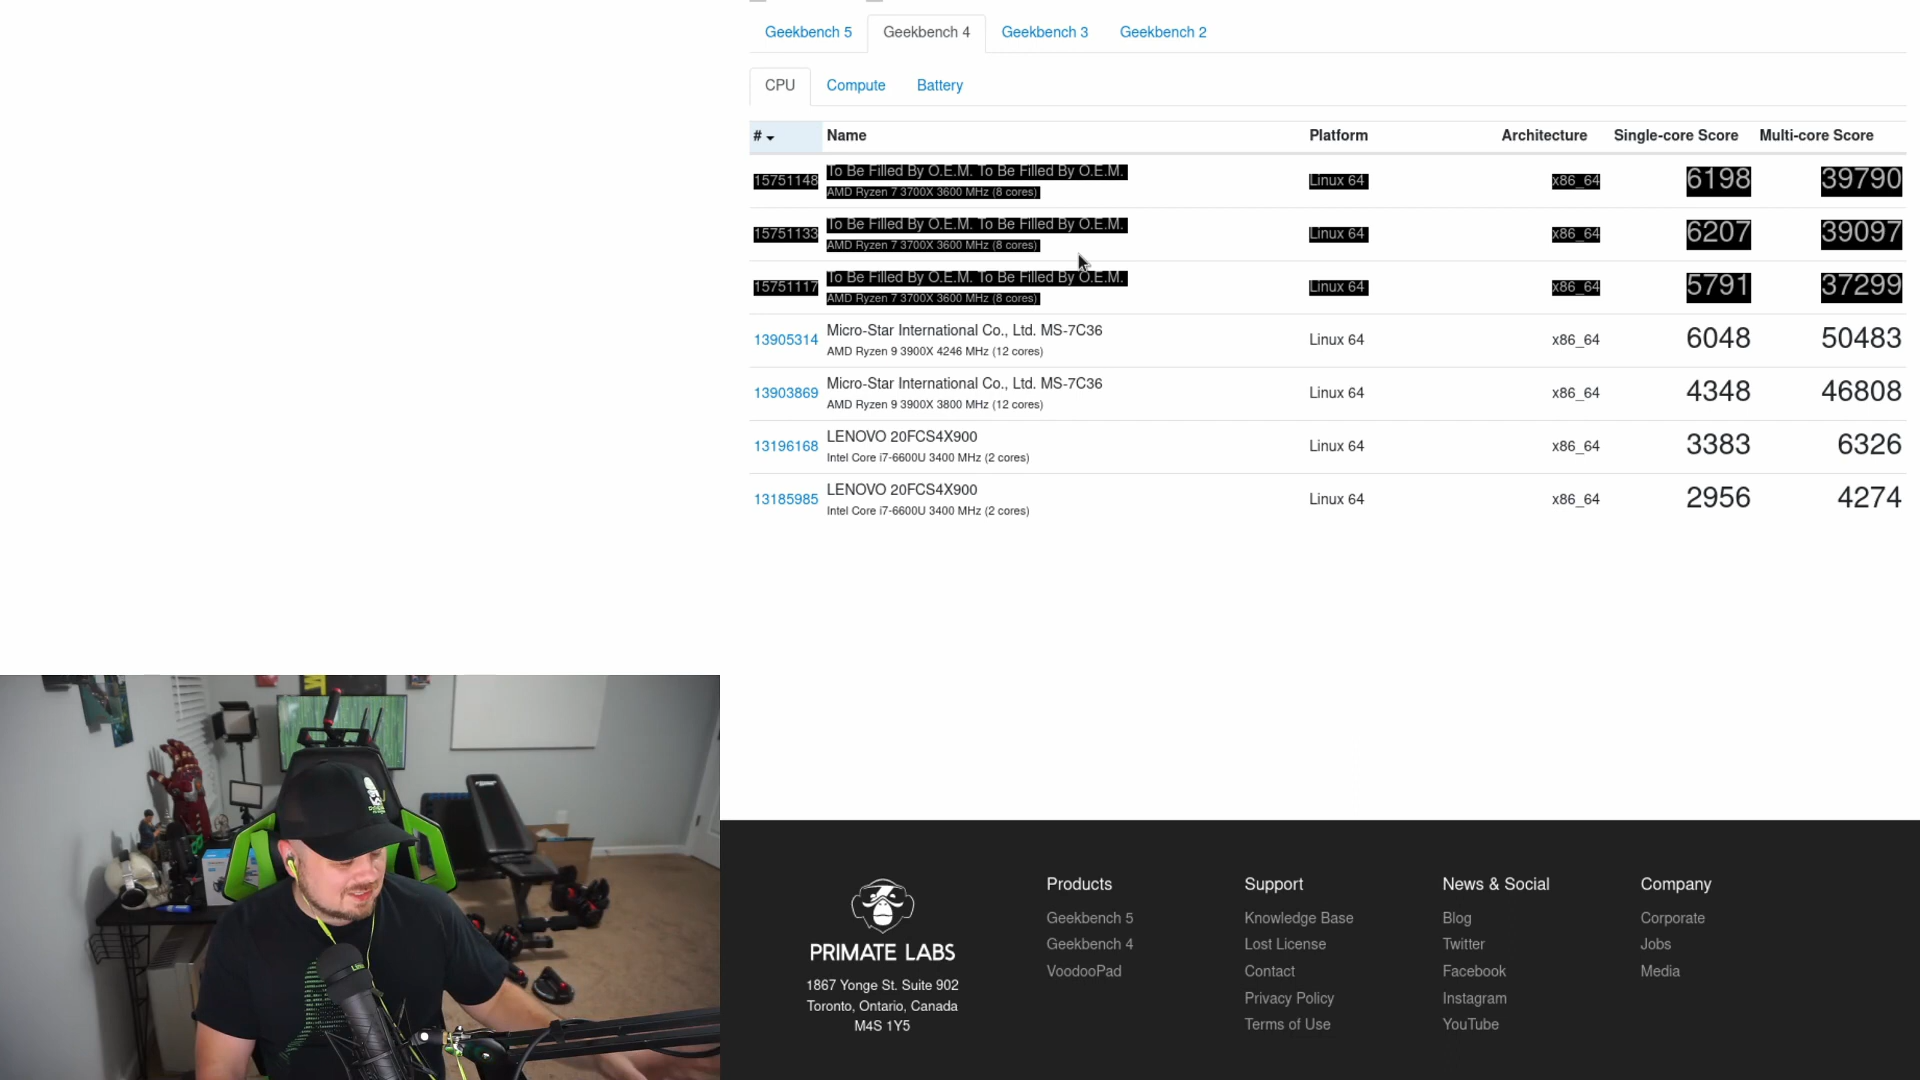 Geekbench 5 Geekbench 4 Geekbench 3 Geekbench 2
CPU Compute Battery
# Name Platform Architecture Single-core Score Multi-core Score
15751148 To Be Filled By O.E.M. To Be Filled By O.E.M. Linux 64 x86_64 6198 39790
AMD Ryzen 7 3700X 3600 MHz (8 cores)
15751133 To Be Filled By O.E.M. To Be Filled By O.E.M. Linux 64 x86_64 6207 39097
AMD Ryzen 7 3700X 3600 MHz (8 cores)
15751117 To Be Filled By O.E.M. To Be Filled By O.E.M. Linux 64 x86_64 5791 37299
AMD Ryzen 7 3700X 3600 MHz (8 cores)
13905314 Micro-Star International Co., Ltd. MS-7C36 Linux 64 x86_64 6048 50483
AMD Ryzen 9 3900X 4246 MHz (12 cores)
13903869 Micro-Star International Co., Ltd. MS-7C36 Linux 64 x86_64 4348 46808
AMD Ryzen 9 3900X 3800 MHz (12 cores)
13196168 LENOVO 20FCS4X900 Linux 64 x86_64 3383 6326
Intel Core i7-6600U 3400 MHz (2 cores)
13185985 LENOVO 20FCS4X900 Linux 64 x86_64 2956 4274
Intel Core i7-6600U 3400 MHz (2 cores)
PRIMATE LABS
1867 Yonge St. Suite 902
Toronto, Ontario, Canada
M4S 1Y5
Products
Geekbench 5
Geekbench 4
VoodooPad
Support
Knowledge Base
Lost License
Contact
Privacy Policy
Terms of Use
News & Social
Blog
Twitter
Facebook
Instagram
YouTube
Company
Corporate
Jobs
Media